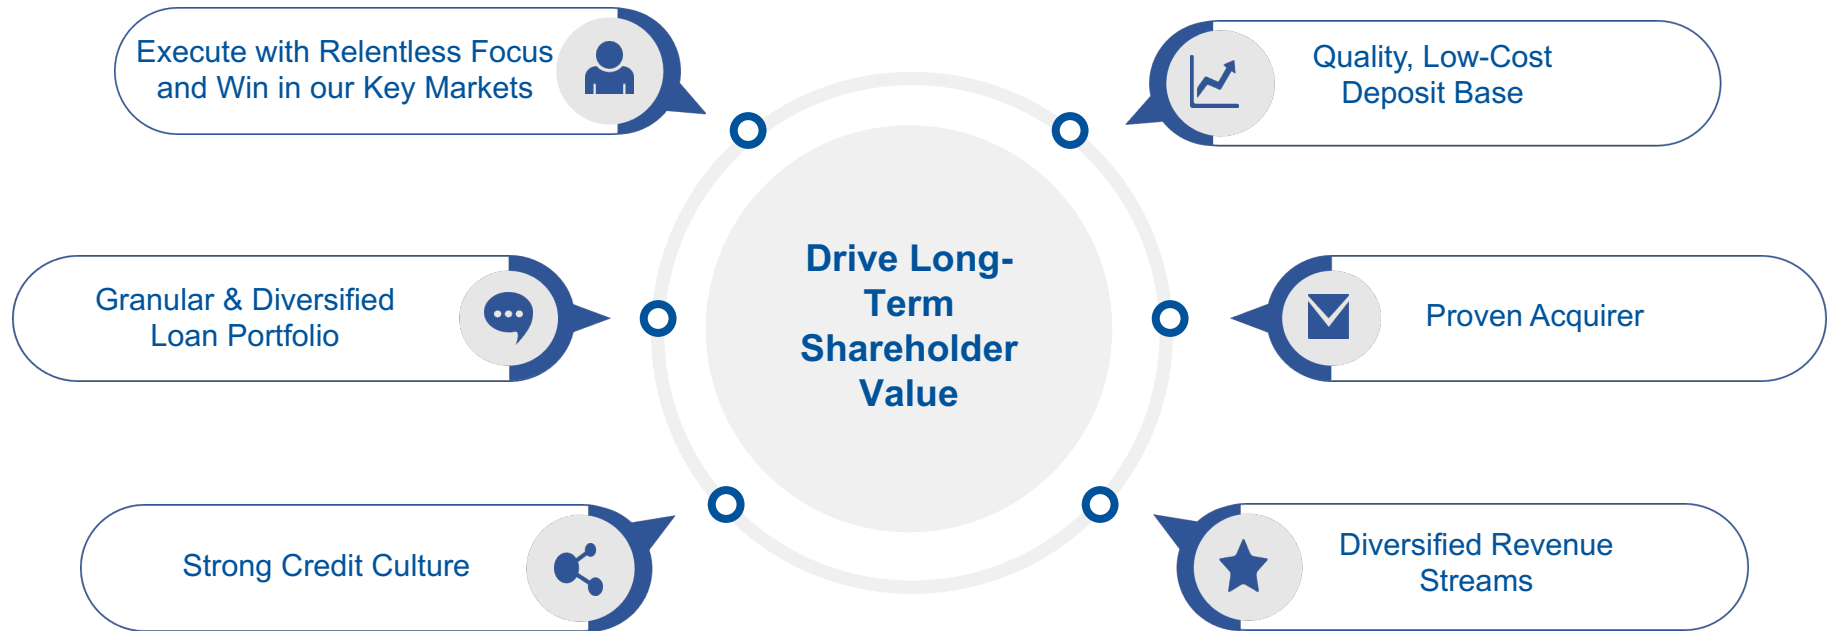 Execute with Relentless Focus
and Win in our Key Markets
Quality, Low-Cost
Deposit Base
Granular & Diversified
Loan Portfolio
Drive Long-
Term
Shareholder
Value
Proven Acquirer
Strong Credit Culture
Diversified Revenue
Streams